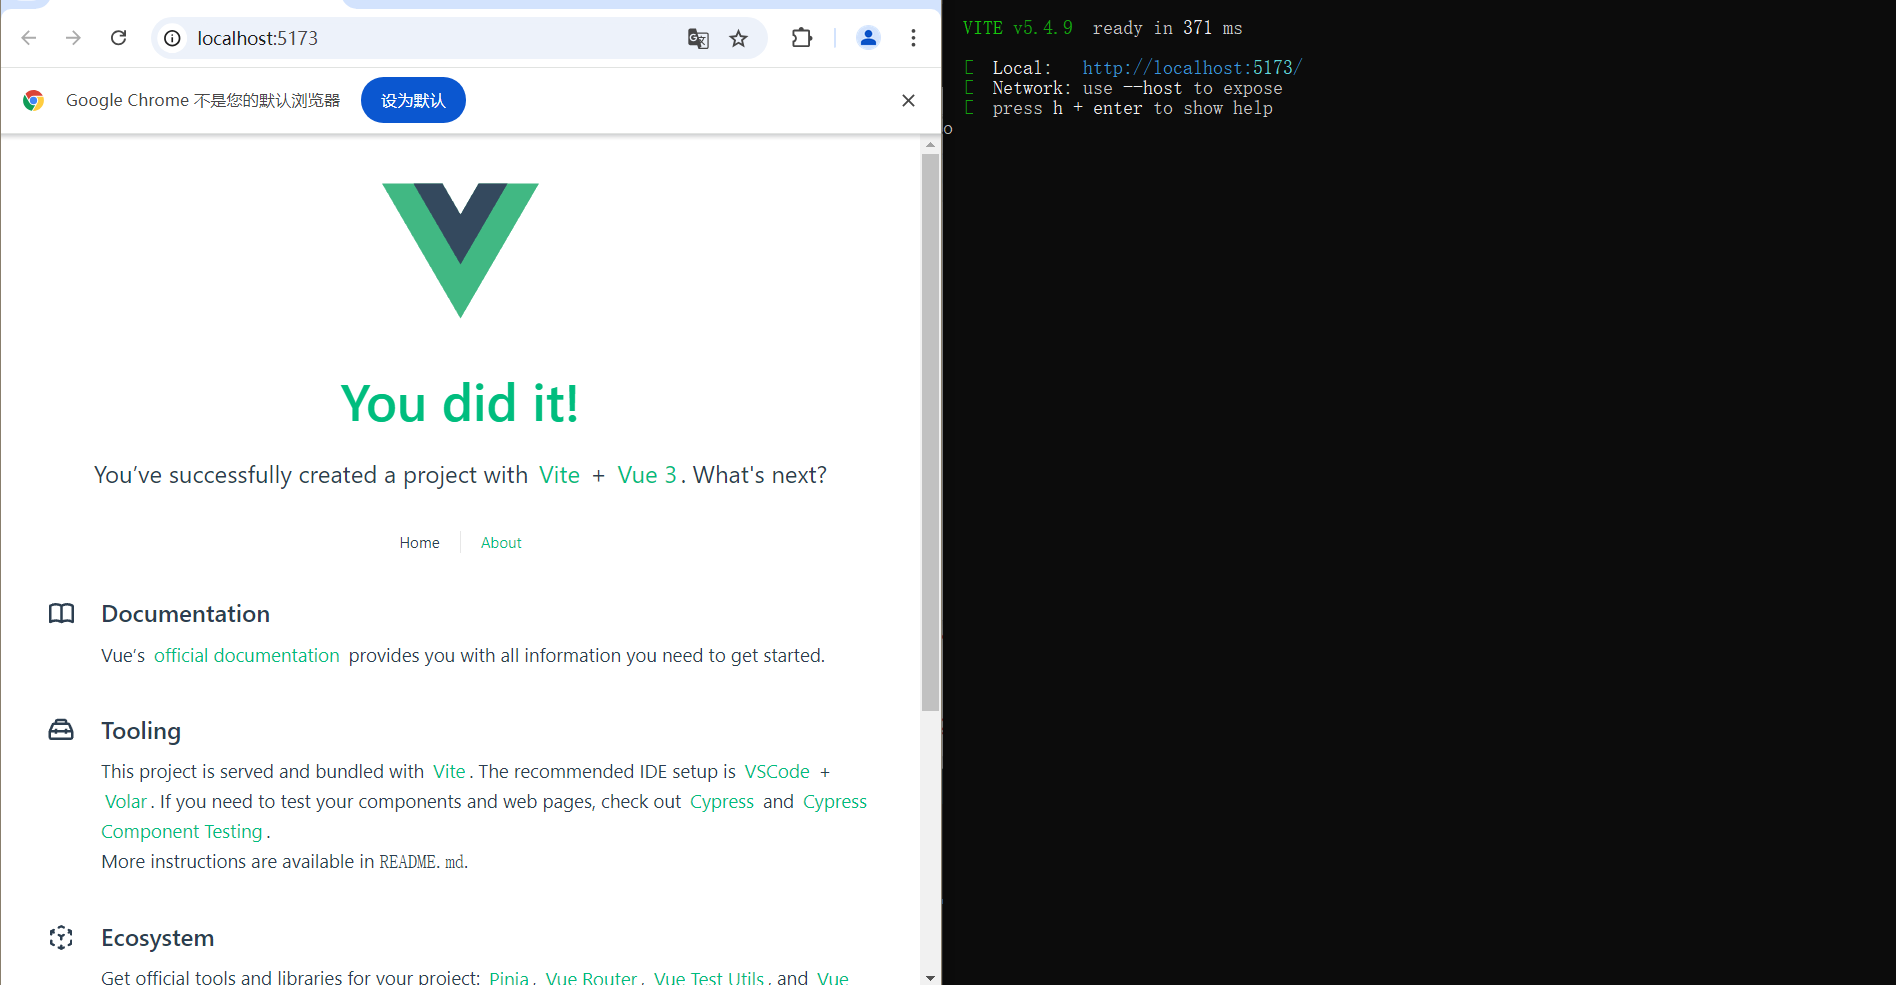 localhost:5173
Google Chrome 不是您的默认浏览器 设为默认
You did it!
You’ve successfully created a project with Vite + Vue 3. What's next?
Home About
Documentation
Vue’s official documentation provides you with all information you need to get started.
Tooling
This project is served and bundled with Vite. The recommended IDE setup is VSCode +
Volar. If you need to test your components and web pages, check out Cypress and Cypress
Component Testing.
More instructions are available in README.md.
Ecosystem
Get official tools and libraries for your project: Pinia, Vue Router, Vue Test Utils, and Vue
VITE v5.4.9 ready in 371 ms
[ Local: http://localhost:5173/
[ Network: use --host to expose
[ press h + enter to show help
o